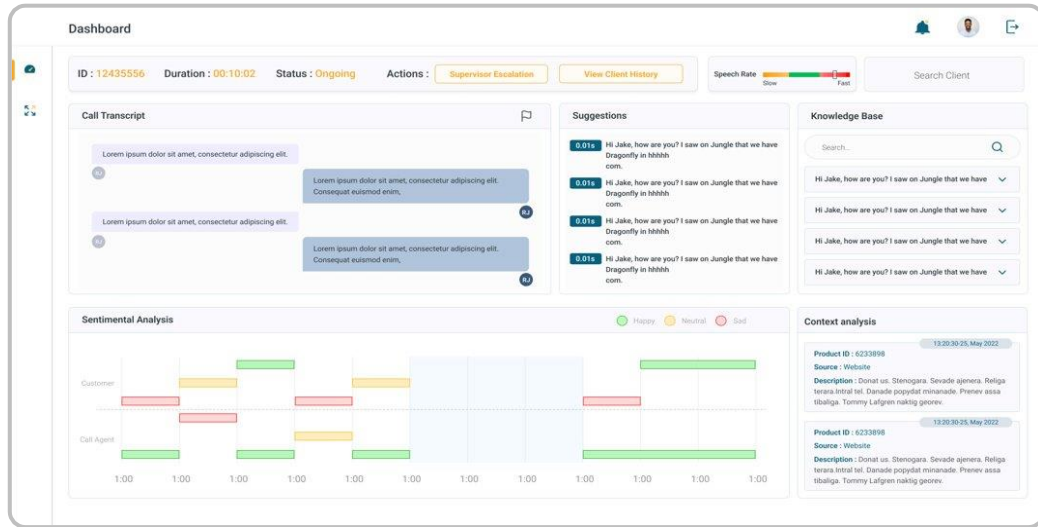 Dashboard
ID : 12435556
Duration : 00:10:02
Status : Ongoing
Actions :
Supervisor Escalation
View Client History
Speech Rate
Slow
Fast
Search Client
Call Transcript
Lorem ipsum dolor sit amet, consectetur adipiscing elit.
RJ
Lorem ipsum dolor sit amet, consectetur adipiscing elit.
Consequat euismod enim,
RJ
Lorem ipsum dolor sit amet, consectetur adipiscing elit.
RJ
Lorem ipsum dolor sit amet, consectetur adipiscing elit.
Consequat euismod enim,
RJ
Suggestions
0.01s Hi Jake, how are you? I saw on Jungle that we have
Dragonfly in hhhhh
com.
0.01s Hi Jake, how are you? I saw on Jungle that we have
Dragonfly in hhhhh
com.
0.01s Hi Jake, how are you? I saw on Jungle that we have
Dragonfly in hhhhh
com.
0.01s Hi Jake, how are you? I saw on Jungle that we have
Dragonfly in hhhhh
com.
Knowledge Base
Search..
Hi Jake, how are you? I saw on Jungle that we have
Hi Jake, how are you? I saw on Jungle that we have
Hi Jake, how are you? I saw on Jungle that we have
Hi Jake, how are you? I saw on Jungle that we have
Sentimental Analysis
Happy
Neutral
Sad
Customer
Call Agent
1:00 1:00 1:00 1:00 1:00 1:00 1:00 1:00 1:00 1:00 1:00 1:00
Context analysis
13:20:30-25, May 2022
Product ID : 6233898
Source : Website
Description : Donat us. Stenogara. Sevade ajenera. Religa
terara.Intral tel. Danade popydat minanade. Prenev assa
tibaliga. Tommy Lafgren naktig georev.
13:20:30-25, May 2022
Product ID : 6233898
Source : Website
Description : Donat us. Stenogara. Sevade ajenera. Religa
terara.Intral tel. Danade popydat minanade. Prenev assa
tibaliga. Tommy Lafgren naktig georev.